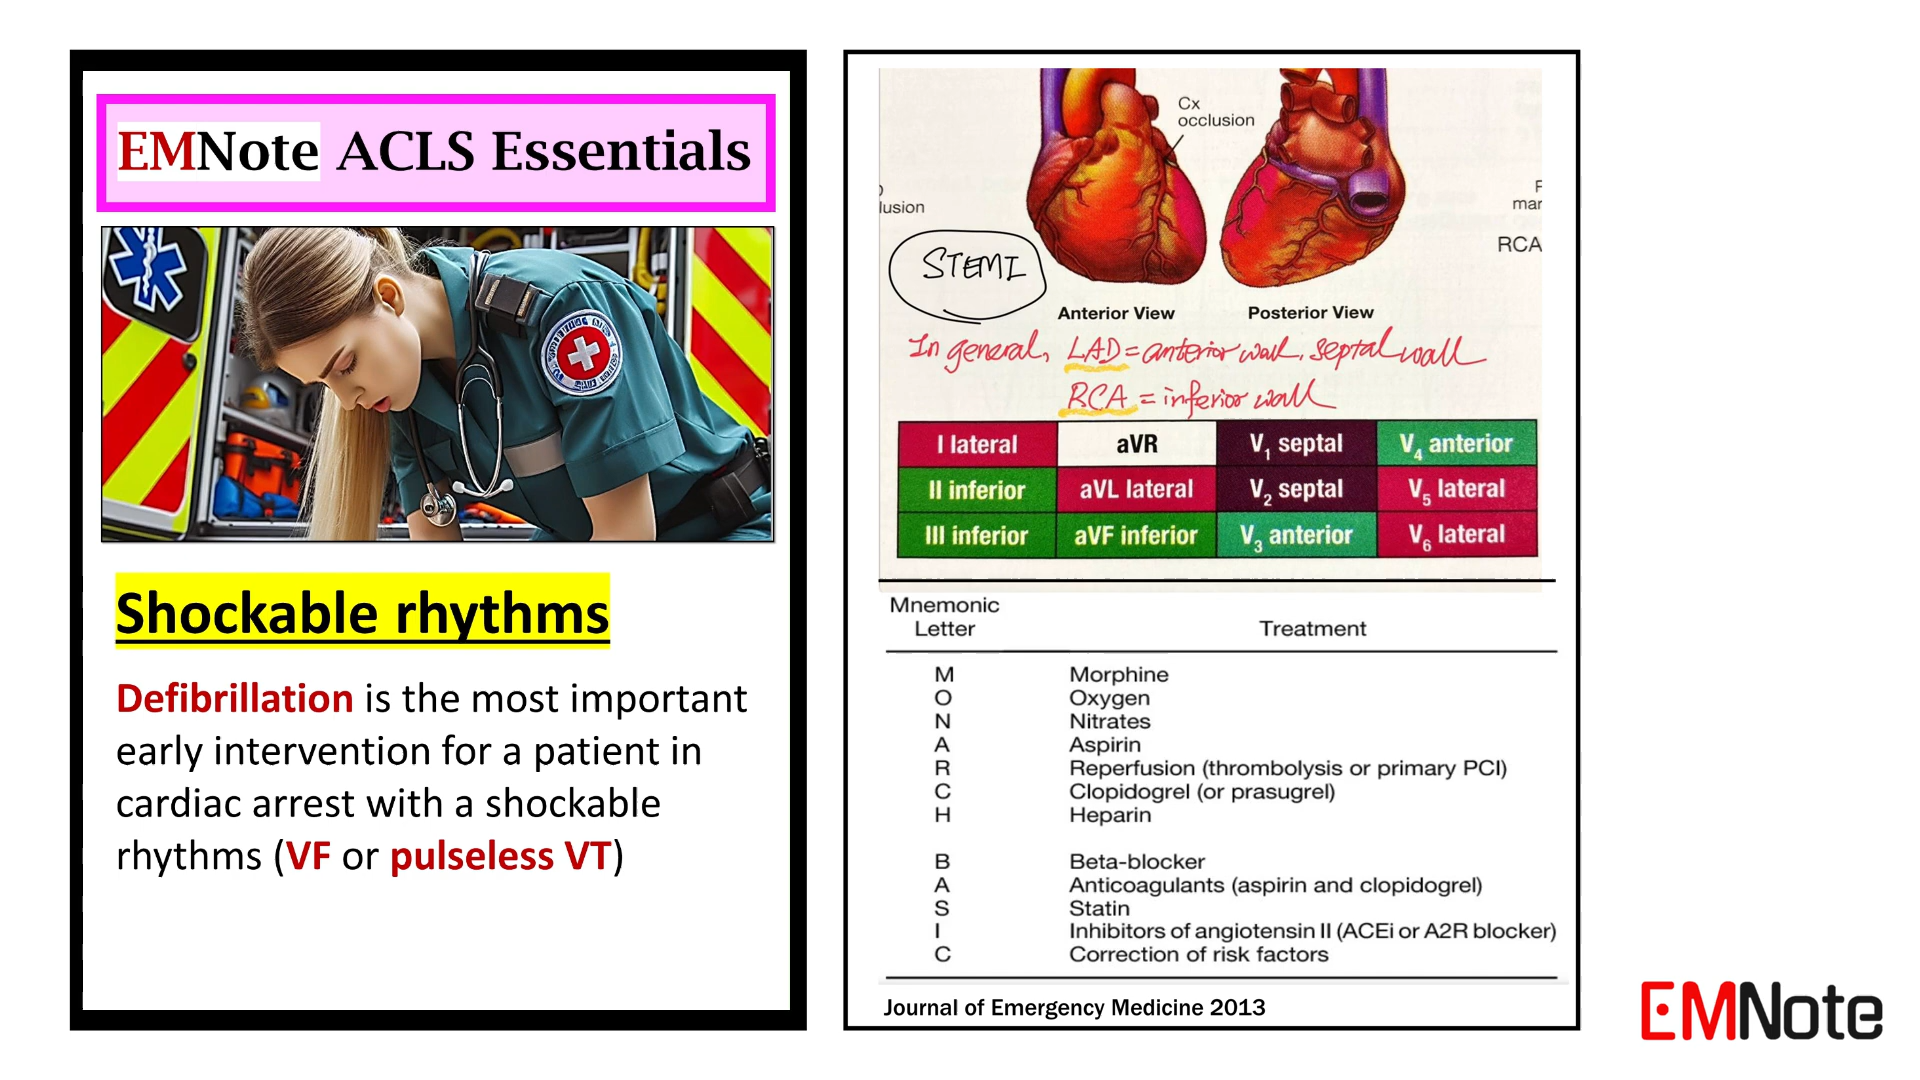 EMNote ACLS Essentials
Shockable rhythms
Defibrillation is the most important
early intervention for a patient in
cardiac arrest with a shockable
rhythms (VF or pulseless VT)
Cx
occlusion
lusion
mar
RCA
STEMI
Anterior View Posterior View
In general, LAD = anterior wall, septal wall
RCA = inferior wall
I lateral aVR V1 septal V4 anterior
II inferior aVL lateral V2 septal V5 lateral
III inferior aVF inferior V3 anterior V6 lateral
Mnemonic
Letter Treatment
M Morphine
O Oxygen
N Nitrates
A Aspirin
R Reperfusion (thrombolysis or primary PCI)
C Clopidogrel (or prasugrel)
H Heparin
B Beta-blocker
A Anticoagulants (aspirin and clopidogrel)
S Statin
I Inhibitors of angiotensin II (ACEi or A2R blocker)
C Correction of risk factors
Journal of Emergency Medicine 2013
EMNote